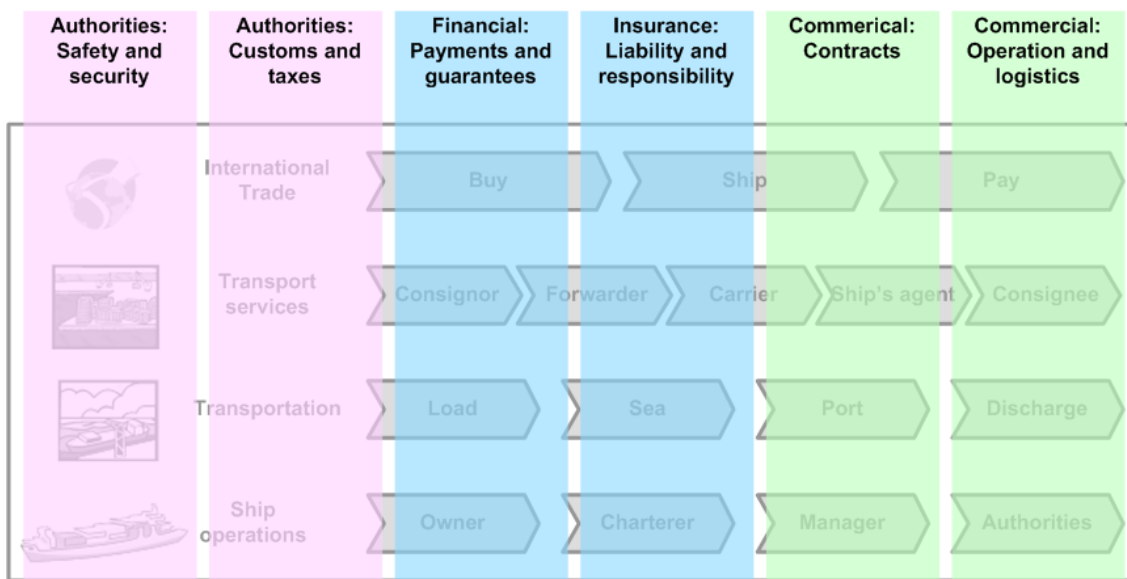 Authorities:
Safety and
security
Authorities:
Customs and
taxes
Financial:
Payments and
guarantees
Insurance:
Liability and
responsibility
Commerical:
Contracts
Commercial:
Operation and
logistics
International
Trade
Buy
Ship
Pay
Transport
services
Consignor
Forwarder
Carrier
Ship's agent
Consignee
Transportation
Load
Sea
Port
Discharge
Ship
operations
Owner
Charterer
Manager
Authorities